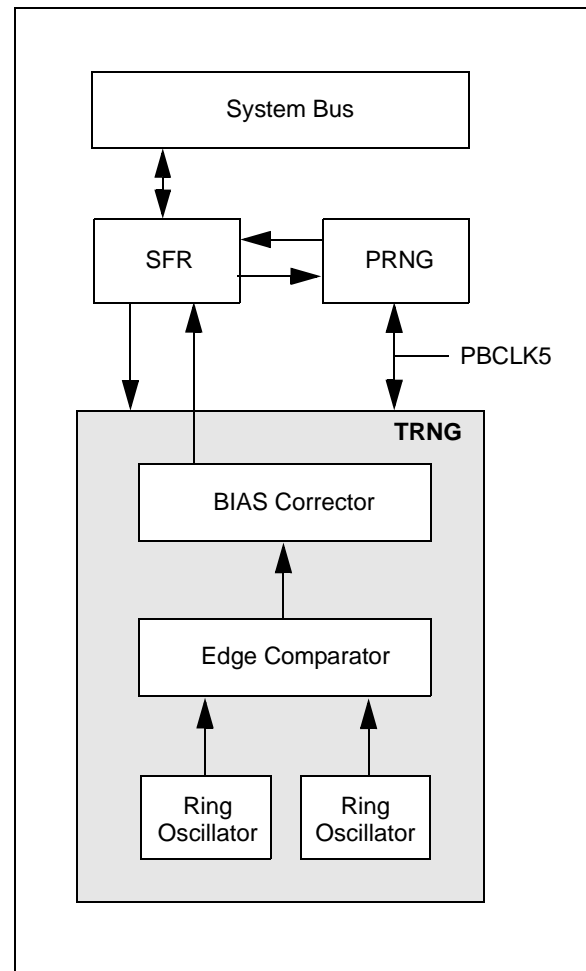 System Bus
SFR
PRNG
PBCLK5
TRNG
BIAS Corrector
Edge Comparator
Ring
Oscillator
Ring
Oscillator